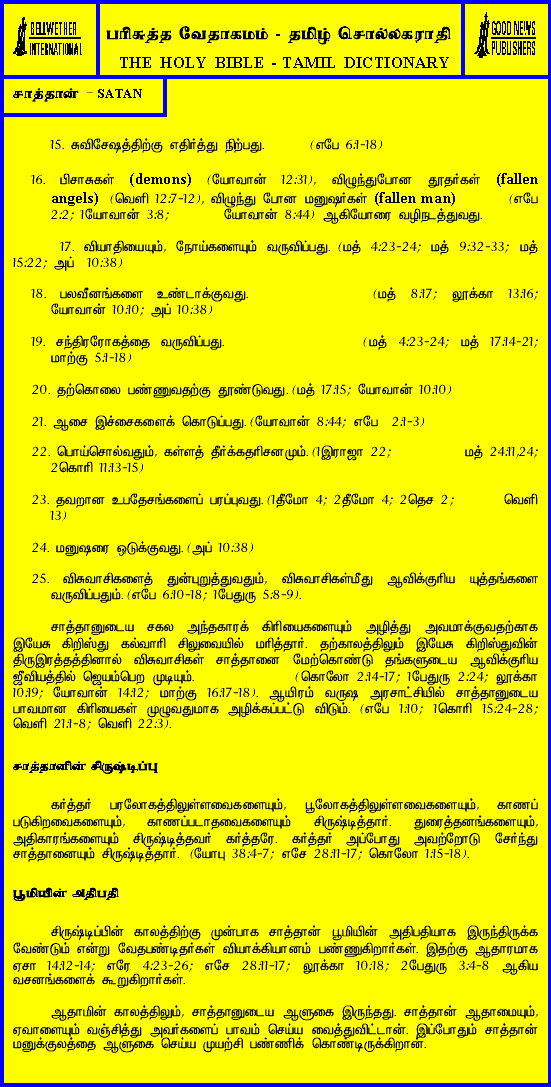 BELLWETHER
INTERNATIONAL
பரிசுத்த வேதாகமம் - தமிழ் சொல்லகராதி
THE HOLY BIBLE - TAMIL DICTIONARY
GOOD NEWS
PUBLISHERS
சாத்தான் – SATAN
15. சுவிசேஷத்திற்கு எதிர்த்து நிற்பது. (எபே 6:1-18)
16. பிசாசுகள் (demons) (யோவான் 12:31), விழுந்துபோன தூதர்கள் (fallen
angels) (வெளி 12:7-12), விழுந்து போன மனுஷர்கள் (fallen man) (எபே
2:2; 1யோவான் 3:8; யோவான் 8:44) ஆகியோரை வழிநடத்துவது.
17. வியாதியையும், நோய்களையும் வருவிப்பது. (மத் 4:23-24; மத் 9:32-33; மத்
15:22; அப் 10:38)
18. பலவீனங்களை உண்டாக்குவது. (மத் 8:17; லூக்கா 13:16;
யோவான் 10:10; அப் 10:38)
19. சந்திரரோகத்தை வருவிப்பது. (மத் 4:23-24; மத் 17:14-21;
மாற்கு 5:1-18)
20. தற்கொலை பண்ணுவதற்கு தூண்டுவது. (மத் 17:15; யோவான் 10:10)
21. ஆசை இச்சைகளைக் கொடுப்பது. (யோவான் 8:44; எபே 2:1-3)
22. பொய்சொல்வதும், கள்ளத் தீர்க்கதரிசனமும். (1இராஜா 22; மத் 24:11,24;
2கொரி 11:13-15)
23. தவறான உபதேசங்களைப் பரப்புவது. (1தீமோ 4; 2தீமோ 4; 2தெச 2; வெளி
13)
24. மனுஷரை ஒடுக்குவது. (அப் 10:38)
25. விசுவாசிகளைத் துன்புறுத்துவதும், விசுவாசிகள்மீது ஆவிக்குரிய யுத்தங்களை
வருவிப்பதும். (எபே 6:10-18; 1பேதுரு 5:8-9).
சாத்தானுடைய சகல அந்தகாரக் கிரியைகளையும் அழித்து அவமாக்குவதற்காக
இயேசு கிறிஸ்து கல்வாரி சிலுவையில் மரித்தார். தற்காலத்திலும் இயேசு கிறிஸ்துவின்
திருஇரத்தத்தினால் விசுவாசிகள் சாத்தானை மேற்கொண்டு தங்களுடைய ஆவிக்குரிய
ஜீவியத்தில் ஜெயம்பெற முடியும். (கொலோ 2:14-17; 1பேதுரு 2:24; லூக்கா
10:19; யோவான் 14:12; மாற்கு 16:17-18). ஆயிரம் வருஷ அரசாட்சியில் சாத்தானுடைய
பாவமான கிரியைகள் முழுவதுமாக அழிக்கப்பட்டு விடும். (எபே 1:10; 1கொரி 15:24-28;
வெளி 21:1-8; வெளி 22:3).
சாத்தானின் சிருஷ்டிப்பு
கர்த்தர் பரலோகத்திலுள்ளவைகளையும், பூலோகத்திலுள்ளவைகளையும், காணப்
படுகிறவைகளையும், காணப்படாதவைகளையும் சிருஷ்டித்தார். துரைத்தனங்களையும்,
அதிகாரங்களையும் சிருஷ்டித்தவர் கர்த்தரே. கர்த்தர் அப்போது அவற்றோடு சேர்ந்து
சாத்தானையும் சிருஷ்டித்தார். (யோபு 38:4-7; எசே 28:11-17; கொலோ 1:15-18).
பூமியின் அதிபதி
சிருஷ்டிப்பின் காலத்திற்கு முன்பாக சாத்தான் பூமியின் அதிபதியாக இருந்திருக்க
வேண்டும் என்று வேதபண்டிதர்கள் வியாக்கியானம் பண்ணுகிறார்கள். இதற்கு ஆதாரமாக
ஏசா 14:12-14; எரே 4:23-26; எசே 28:11-17; லூக்கா 10:18; 2பேதுரு 3:4-8 ஆகிய
வசனங்களைக் கூறுகிறார்கள்.
ஆதாமின் காலத்திலும், சாத்தானுடைய ஆளுகை இருந்தது. சாத்தான் ஆதாமையும்,
ஏவாளையும் வஞ்சித்து அவர்களைப் பாவம் செய்ய வைத்துவிட்டான். இப்போதும் சாத்தான்
மனுக்குலத்தை ஆளுகை செய்ய முயற்சி பண்ணிக் கொண்டிருக்கிறான்.